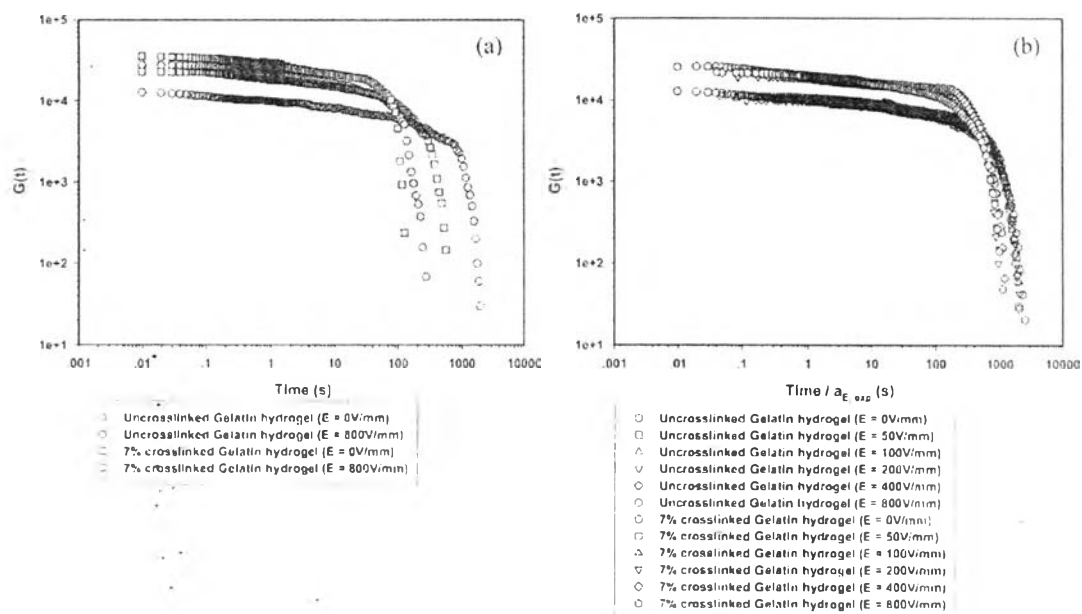 (a)
G(t)
1e+5
1e+4
1e+3
1e+2
1e+1
.001 .01 .1 1 10 100 1000 10000
Time (s)
Uncrosslinked Gelatin hydrogel (E = 0V/mm)
Uncrosslinked Gelatin hydrogel (E = 800V/mm)
7% crosslinked Gelatin hydrogel (E = 0V/mm)
7% crosslinked Gelatin hydrogel (E = 800V/mm)
(b)
G(t)
1e+5
1e+4
1e+3
1e+2
1e+1
.001 .01 .1 1 10 100 1000 10000
Time / aE, exp (s)
Uncrosslinked Gelatin hydrogel (E = 0V/mm)
Uncrosslinked Gelatin hydrogel (E = 50V/mm)
Uncrosslinked Gelatin hydrogel (E = 100V/mm)
Uncrosslinked Gelatin hydrogel (E = 200V/mm)
Uncrosslinked Gelatin hydrogel (E = 400V/mm)
Uncrosslinked Gelatin hydrogel (E = 800V/mm)
7% crosslinked Gelatin hydrogel (E = 0V/mm)
7% crosslinked Gelatin hydrogel (E = 50V/mm)
7% crosslinked Gelatin hydrogel (E = 100V/mm)
7% crosslinked Gelatin hydrogel (E = 200V/mm)
7% crosslinked Gelatin hydrogel (E = 400V/mm)
7% crosslinked Gelatin hydrogel (E = 800V/mm)